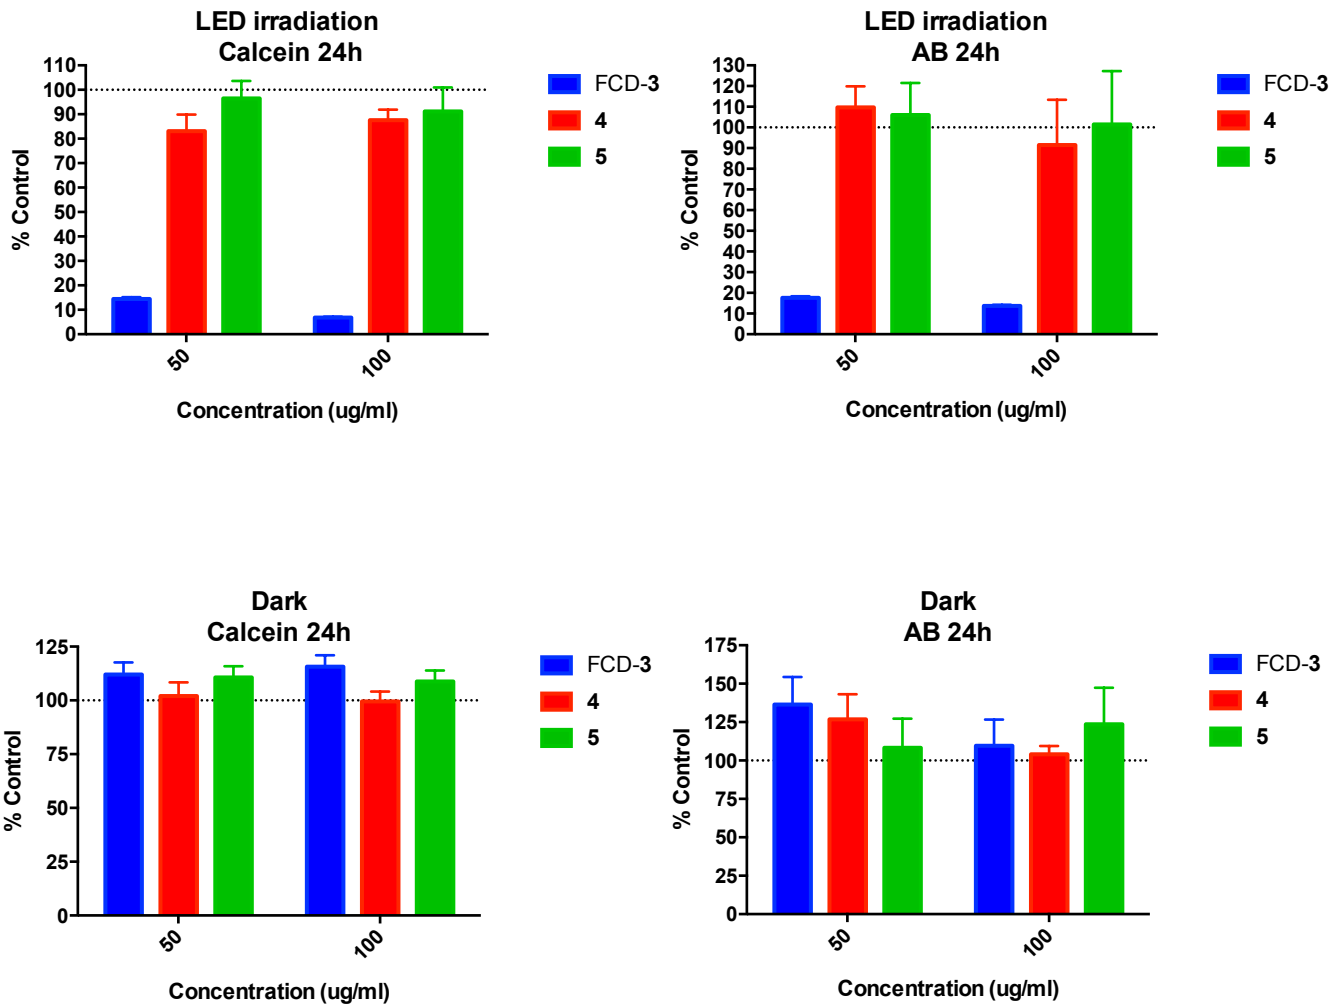 LED irradiation
Calcein 24h
% Control
110
100
90
80
70
60
50
40
30
20
10
0
50
100
Concentration (ug/ml)
FCD-3
4
5
LED irradiation
AB 24h
% Control
130
120
110
100
90
80
70
60
50
40
30
20
10
0
50
100
Concentration (ug/ml)
FCD-3
4
5
Dark
Calcein 24h
% Control
125
100
75
50
25
0
50
100
Concentration (ug/ml)
FCD-3
4
5
Dark
AB 24h
% Control
175
150
125
100
75
50
25
0
50
100
Concentration (ug/ml)
FCD-3
4
5